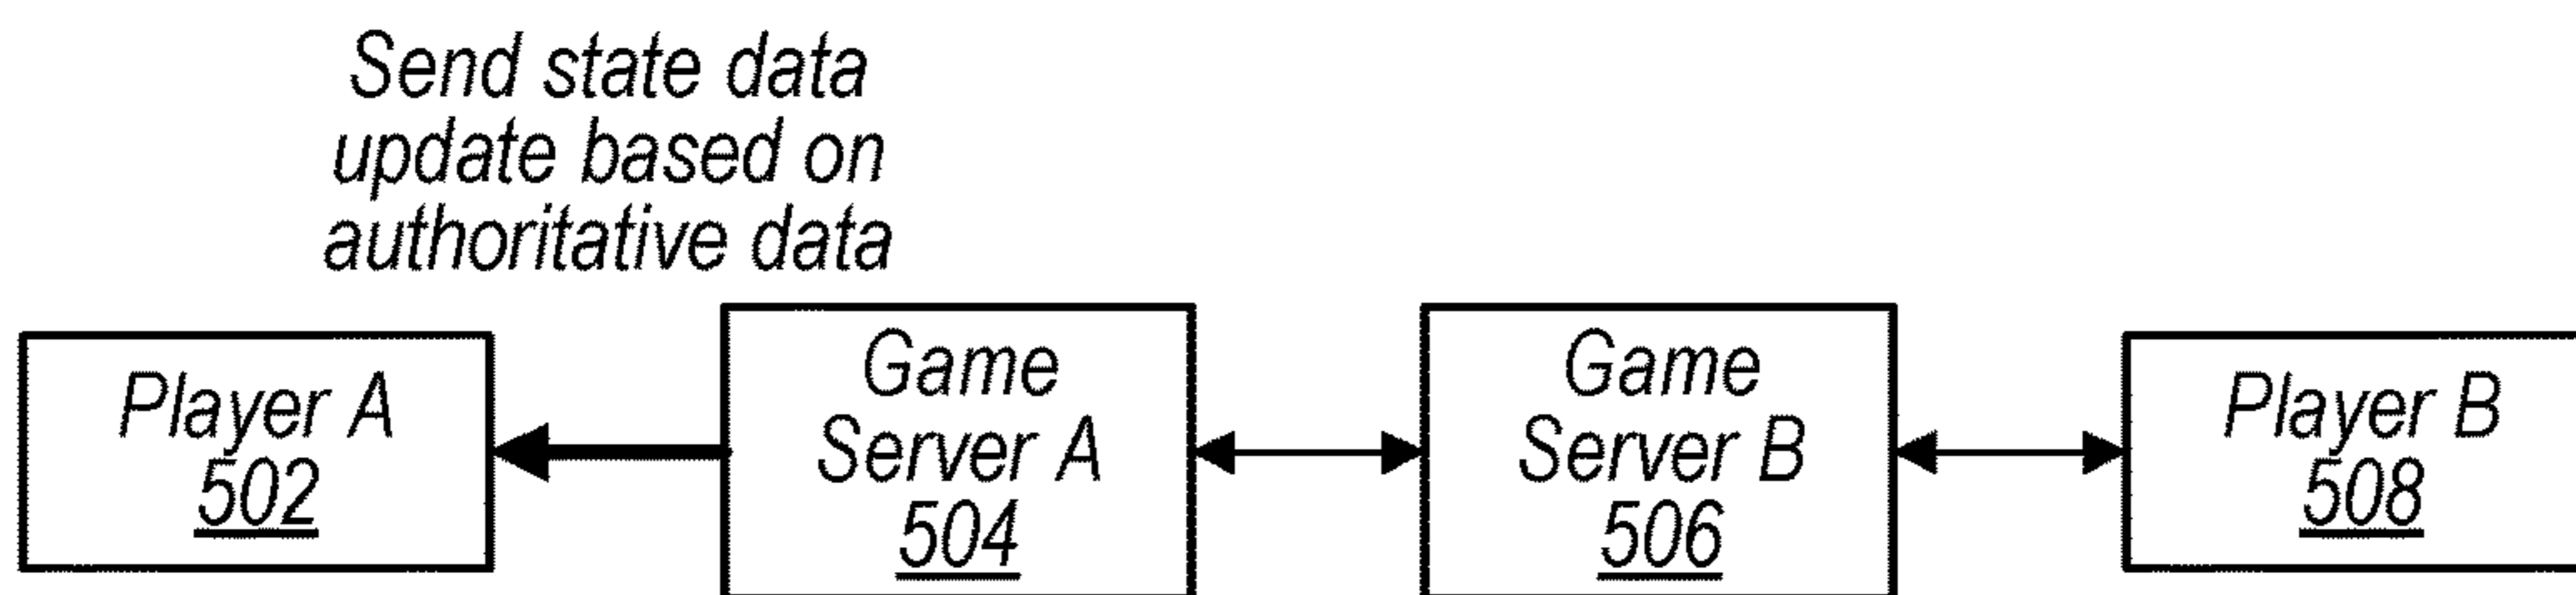 Send state data
update based on
authoritative data
Player A
502
Game
Server A
504
Game
Server B
506
Player B
508